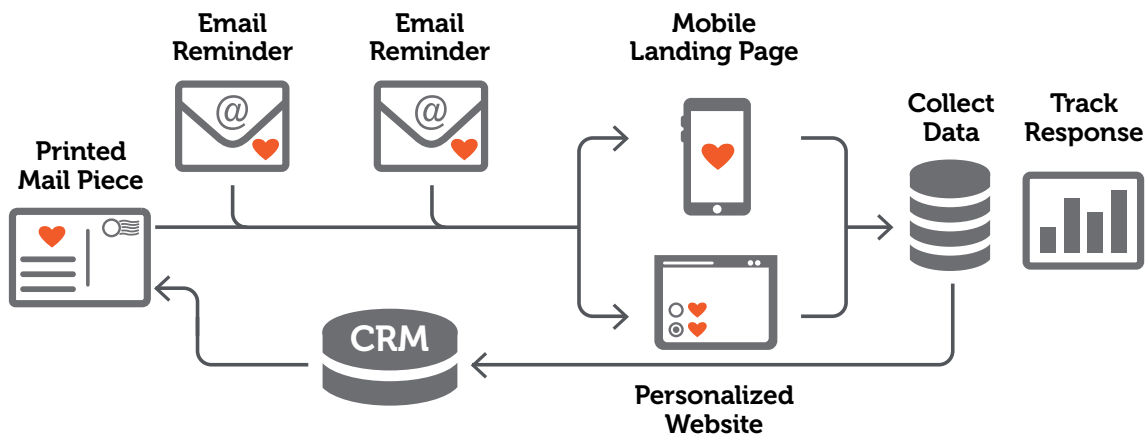 Email
Reminder
Email
Reminder
Mobile
Landing Page
Collect
Data
Track
Response
Printed
Mail Piece
@
@
CRM
Personalized
Website